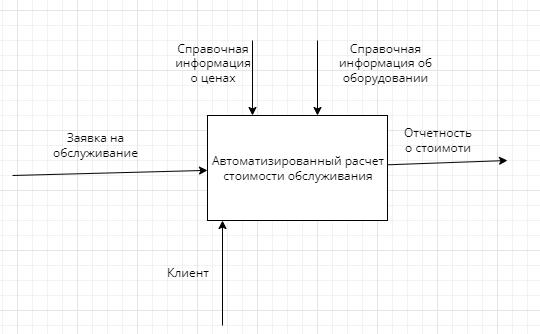 Справочная
информация
о ценах
Справочная
информация об
оборудовании
Заявка на
обслуживание
Автоматизированный расчет
стоимости обслуживания
Отчетность
о стоимоти
Клиент